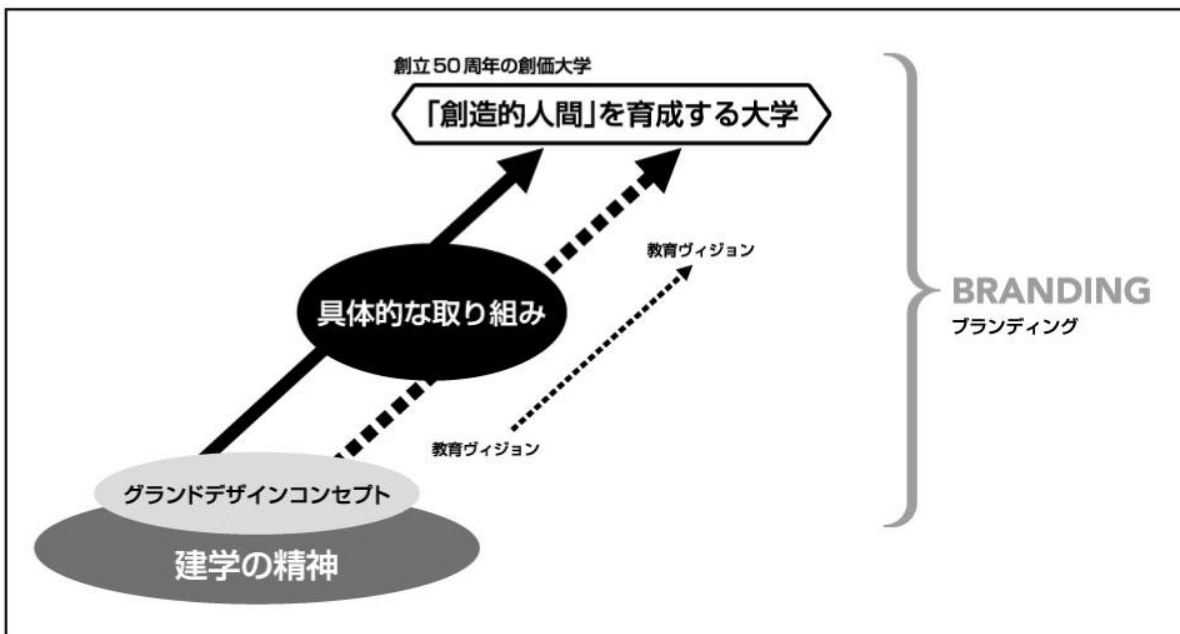 創立50周年の創価大学
「創造的人間」を育成する大学
教育ヴィジョン
具体的な取り組み
BRANDING
ブランディング
教育ヴィジョン
グランドデザインコンセプト
建学の精神